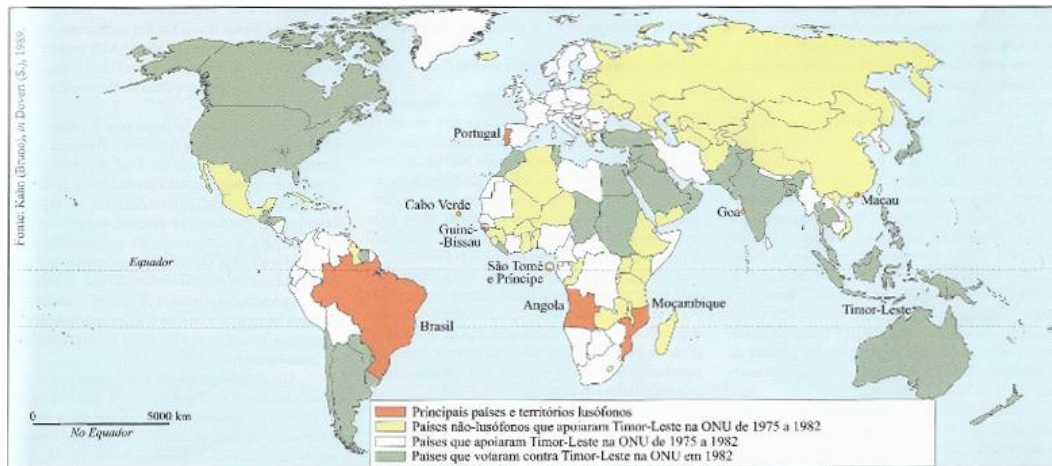 Fonte: Kahn (Bruno), in Dovert (S.), 1989.
Portugal
Cabo Verde
Guiné-
-Bissau
Goa
Macau
Equador
São Tomé
e Príncipe
Angola
Moçambique
Timor-Leste
Brasil
0 5000 km
No Equador
Principais países e territórios lusófonos
Países não-lusófonos que apoiaram Timor-Leste na ONU de 1975 a 1982
Países que apoiaram Timor-Leste na ONU de 1975 a 1982
Países que votaram contra Timor-Leste na ONU em 1982